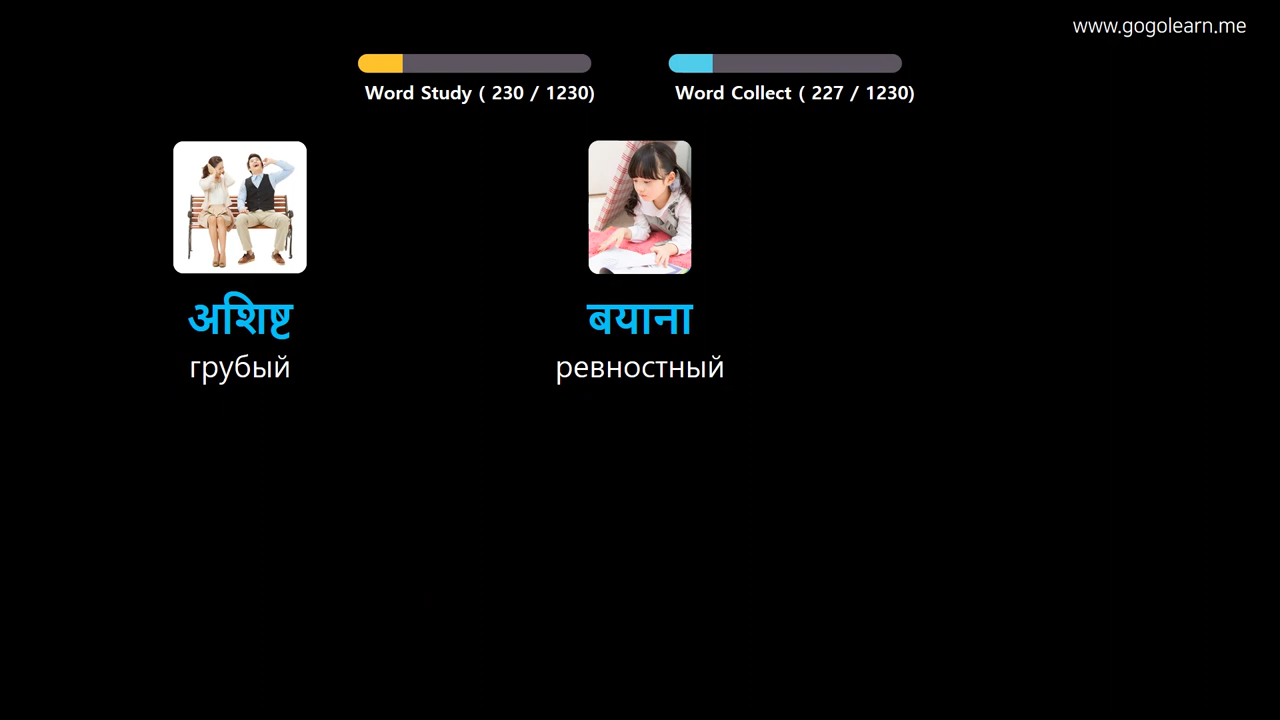 www.gogolearn.me
Word Study ( 230 / 1230)
Word Collect ( 227 / 1230)
अशिष्ट
грубый
बयाना
ревностный